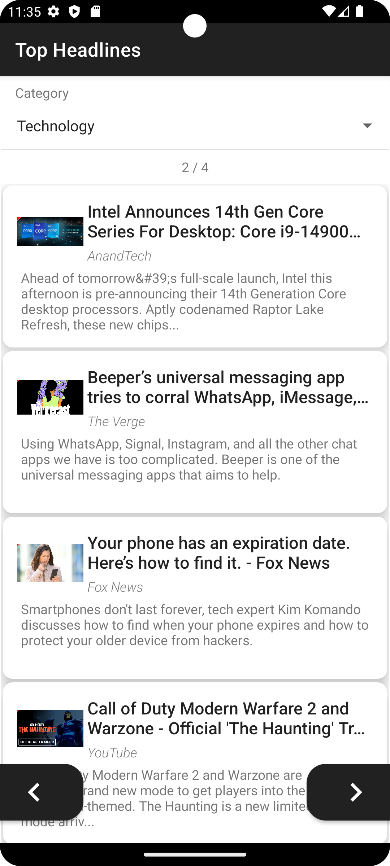 11:35
Top Headlines
Category
Technology
2 / 4
Intel Announces 14th Gen Core
Series For Desktop: Core i9-14900...
AnandTech
Ahead of tomorrow&#39;s full-scale launch, Intel this
afternoon is pre-announcing their 14th Generation Core
desktop processors. Aptly codenamed Raptor Lake
Refresh, these new chips...
Beeper’s universal messaging app
tries to corral WhatsApp, iMessage,...
The Verge
Using WhatsApp, Signal, Instagram, and all the other chat
apps we have is too complicated. Beeper is one of the
universal messaging apps that aims to help.
Your phone has an expiration date.
Here’s how to find it. - Fox News
Fox News
Smartphones don't last forever, tech expert Kim Komando
discusses how to find when your phone expires and how to
protect your older device from hackers.
Call of Duty Modern Warfare 2 and
Warzone - Official 'The Haunting' Tr...
YouTube
y Modern Warfare 2 and Warzone are
rand new mode to get players into the
-themed. The Haunting is a new limite
mode arriv...